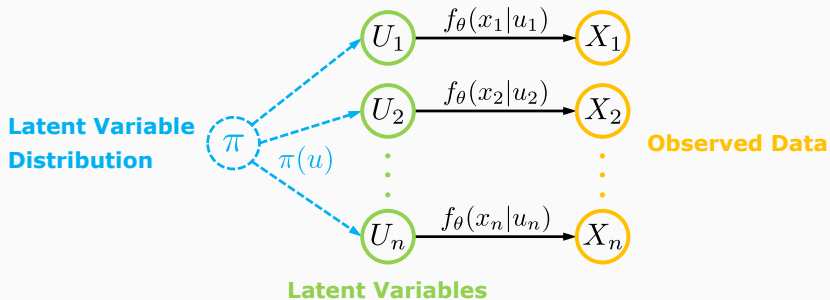 U₁ f_θ(x₁|u₁) X₁
U₂ f_θ(x₂|u₂) X₂
Latent Variable
Distribution
π
π(u)
Observed Data
Uₙ f_θ(xₙ|uₙ) Xₙ
Latent Variables